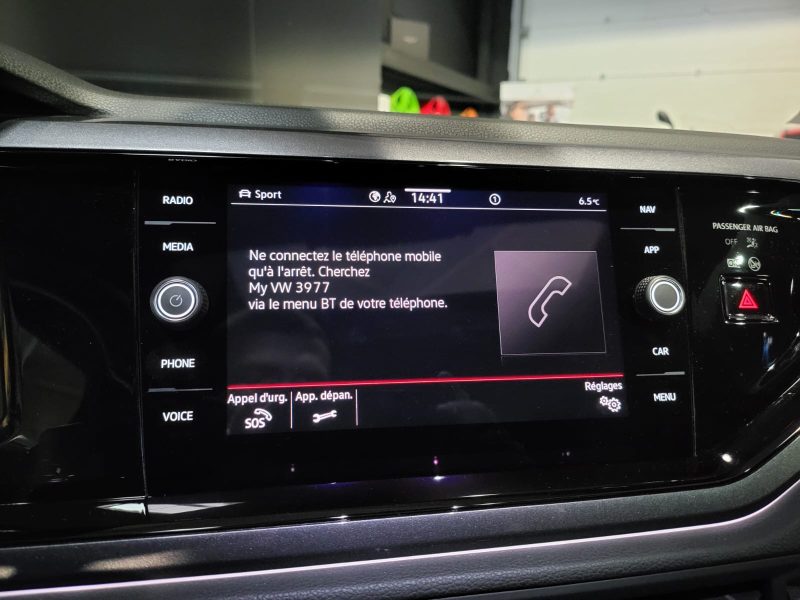 RADIO
MEDIA
PHONE
VOICE
Sport
14:41
1
6.5°C
Ne connectez le téléphone mobile
qu'à l'arrêt. Cherchez
My VW 3977
via le menu BT de votre téléphone.
Appel d'urg.
SOS
App. dépan.
Réglages
NAV
APP
CAR
MENU
PASSENGER AIR BAG
OFF